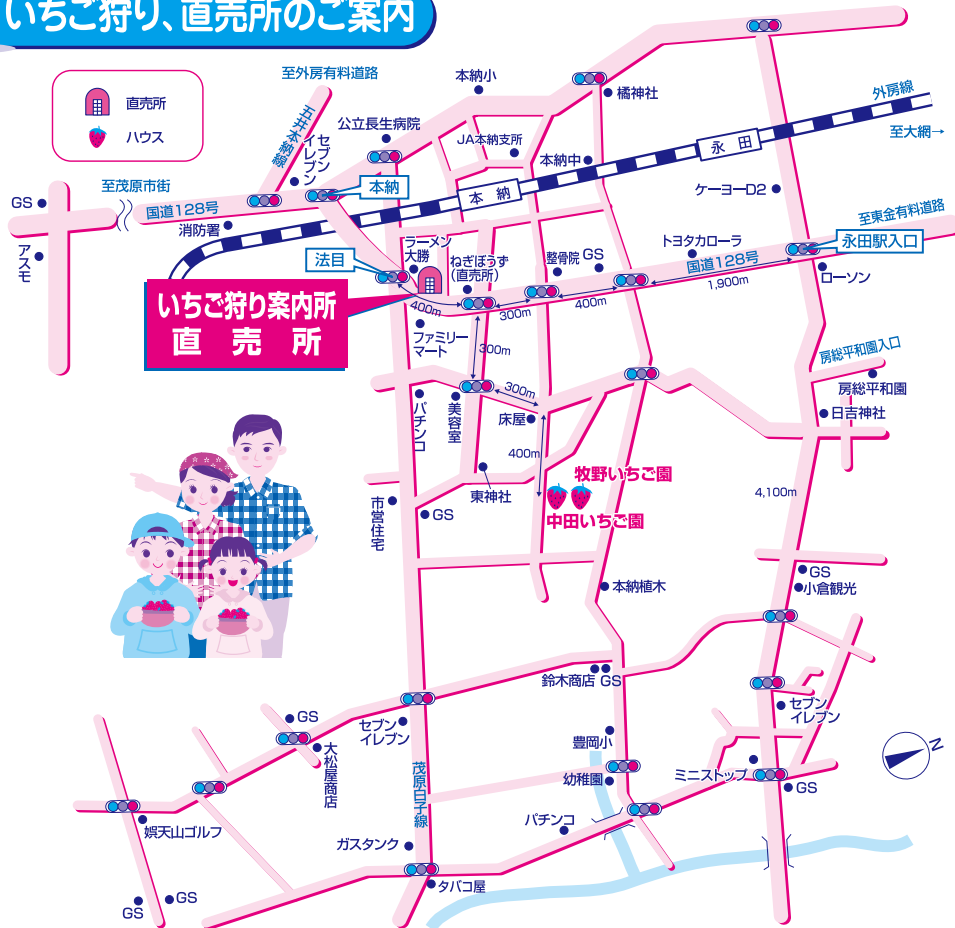 いちご狩り、直売所のご案内
直売所
ハウス
至外房有料道路
五井本納線
セブン
イレブン
公立長生病院
本納小
橘神社
JA本納支所
本納中
永田
外房線
至大網→
ケーヨーD2
至茂原市街
GS
国道128号
消防署
アスモ
本納
本納
法目
ラーメン
大勝
ねぎぼうず
(直売所)
整骨院
GS
トヨタカローラ
国道128号
至東金有料道路
永田駅入口
ローソン
いちご狩り案内所
直売所
400m
300m
400m
1,900m
ファミリー
マート
300m
300m
房総平和園入口
房総平和園
日吉神社
パチンコ
美容室
床屋
400m
東神社
牧野いちご園
中田いちご園
4,100m
市営住宅
GS
本納植木
GS
小倉観光
鈴木商店
GS
セブン
イレブン
GS
大松屋商店
セブン
イレブン
茂原白子線
豊岡小
幼稚園
ミニストップ
GS
N
娯天山ゴルフ
ガスタンク
パチンコ
タバコ屋
GS
GS